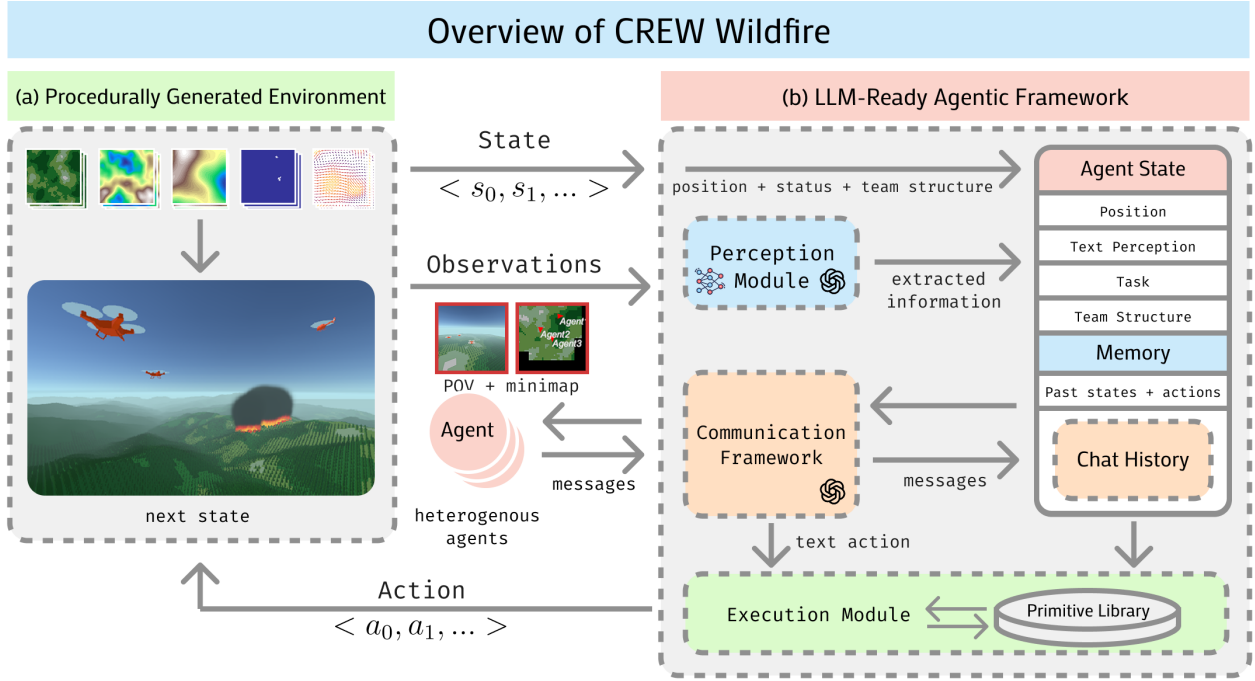 Overview of CREW Wildfire
(a) Procedurally Generated Environment
next state
State
< s₀, s₁, ... >
Observations
Agent
Agent2
Agent3
POV + minimap
Agent
messages
heterogenous
agents
Action
< a₀, a₁, ... >
(b) LLM-Ready Agentic Framework
position + status + team structure
Perception
Module
extracted
information
Communication
Framework
messages
text action
Agent State
Position
Text Perception
Task
Team Structure
Memory
Past states + actions
Chat History
Execution Module
Primitive Library